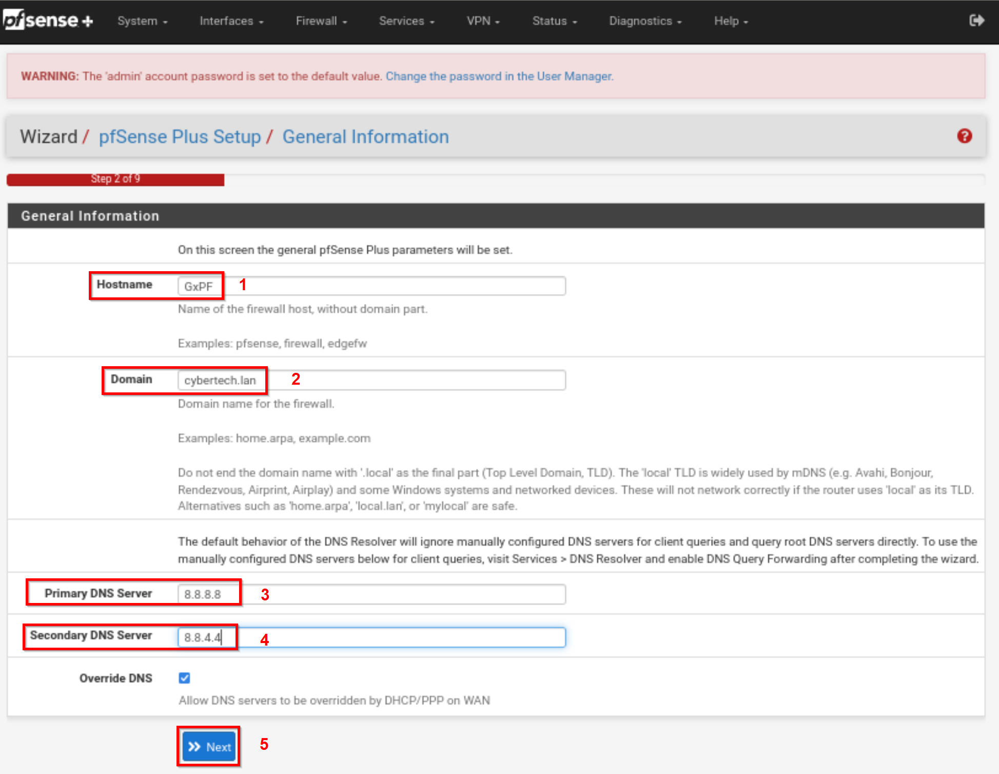 pfsense + System Interfaces Firewall Services VPN Status Diagnostics Help
WARNING: The 'admin' account password is set to the default value. Change the password in the User Manager.
Wizard / pfSense Plus Setup / General Information ?
Step 2 of 9
General Information
On this screen the general pfSense Plus parameters will be set.
Hostname GxPF 1
Name of the firewall host, without domain part.
Examples: pfsense, firewall, edgefw
Domain cybertech.lan 2
Domain name for the firewall.
Examples: home.arpa, example.com
Do not end the domain name with '.local' as the final part (Top Level Domain, TLD). The 'local' TLD is widely used by mDNS (e.g. Avahi, Bonjour,
Rendezvous, Airprint, Airplay) and some Windows systems and networked devices. These will not network correctly if the router uses 'local' as its TLD.
Alternatives such as 'home.arpa', 'local.lan', or 'mylocal' are safe.
The default behavior of the DNS Resolver will ignore manually configured DNS servers for client queries and query root DNS servers directly. To use the
manually configured DNS servers below for client queries, visit Services > DNS Resolver and enable DNS Query Forwarding after completing the wizard.
Primary DNS Server 8.8.8.8 3
Secondary DNS Server 8.8.4.4 4
Override DNS
Allow DNS servers to be overridden by DHCP/PPP on WAN
>> Next 5